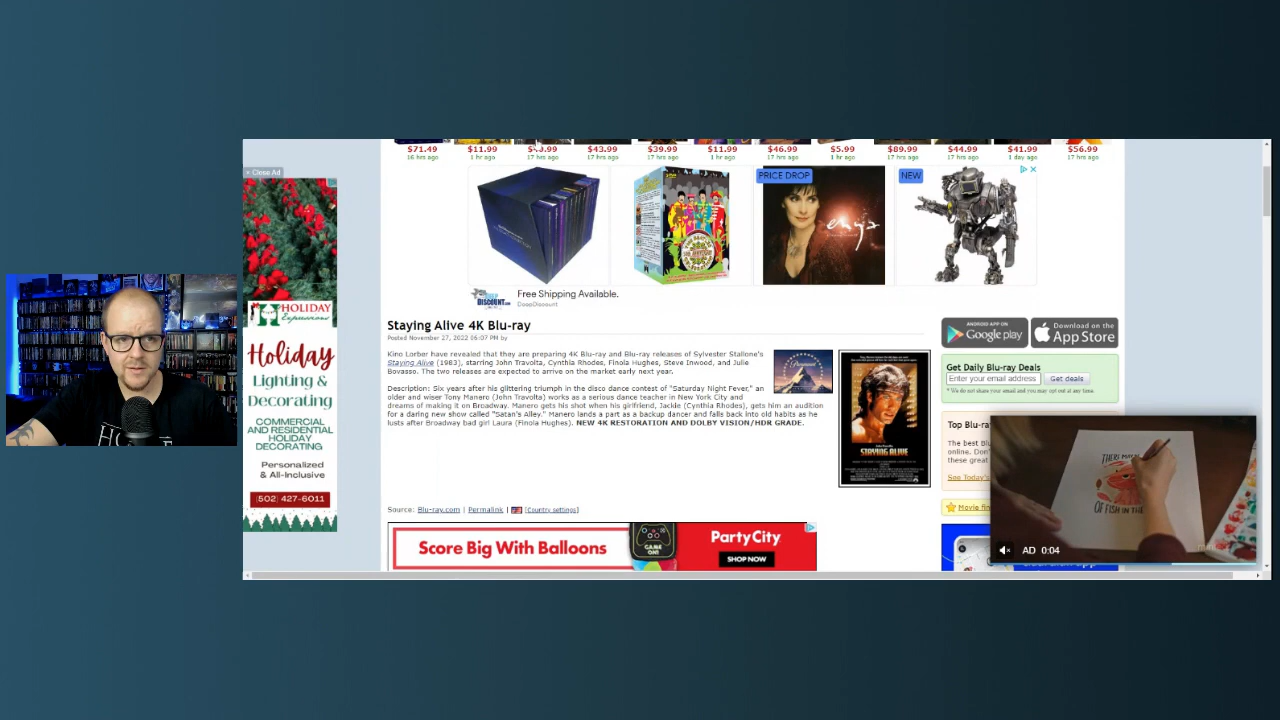 $71.49 $11.99 $43.99 $39.99 $11.99 $46.99 $5.99 $89.99 $44.99 $41.99 $56.99
16 hrs ago 1 hr ago 17 hrs ago 17 hrs ago 17 hrs ago 1 hr ago 17 hrs ago 1 hr ago 17 hrs ago 17 hrs ago 1 day ago 17 hrs ago
× Close Ad
PRICE DROP
NEW
enya
Free Shipping Available.
DeepDiscount
HOLIDAY
Expressions
Holiday
Lighting &
Decorating
COMMERCIAL
AND RESIDENTIAL
HOLIDAY
DECORATING
Personalized
& All-Inclusive
(502) 427-6011
Staying Alive 4K Blu-ray
Posted November 27, 2022 06:07 PM by
Kino Lorber have revealed that they are preparing 4K Blu-ray and Blu-ray releases of Sylvester Stallone's
Staying Alive (1983), starring John Travolta, Cynthia Rhodes, Finola Hughes, Steve Inwood, and Julie
Bovasso. The two releases are expected to arrive on the market early next year.
Description: Six years after his glittering triumph in the disco dance contest of "Saturday Night Fever," an
older and wiser Tony Manero (John Travolta) works as a serious dance teacher in New York City and
dreams of making it on Broadway. Manero gets his shot when his girlfriend, Jackie (Cynthia Rhodes), gets him an audition
for a daring new show called "Satan's Alley." Manero lands a part as a backup dancer and falls back into old habits as he
lusts after Broadway bad girl Laura (Finola Hughes). NEW 4K RESTORATION AND DOLBY VISION/HDR GRADE.
STAYING ALIVE
Source: Blu-ray.com | Permalink | [Country settings]
Score Big With Balloons
GAME ON!
PartyCity
SHOP NOW
ANDROID APP ON
Google play
Download on the
App Store
Get Daily Blu-ray Deals
Enter your email address Get deals
* We do not share your email and you may opt out at any time.
Top Blu-ra
The best Blu
online. Don'
these great
See Today's
Movie fin
OF FISH IN THE
AD 0:04